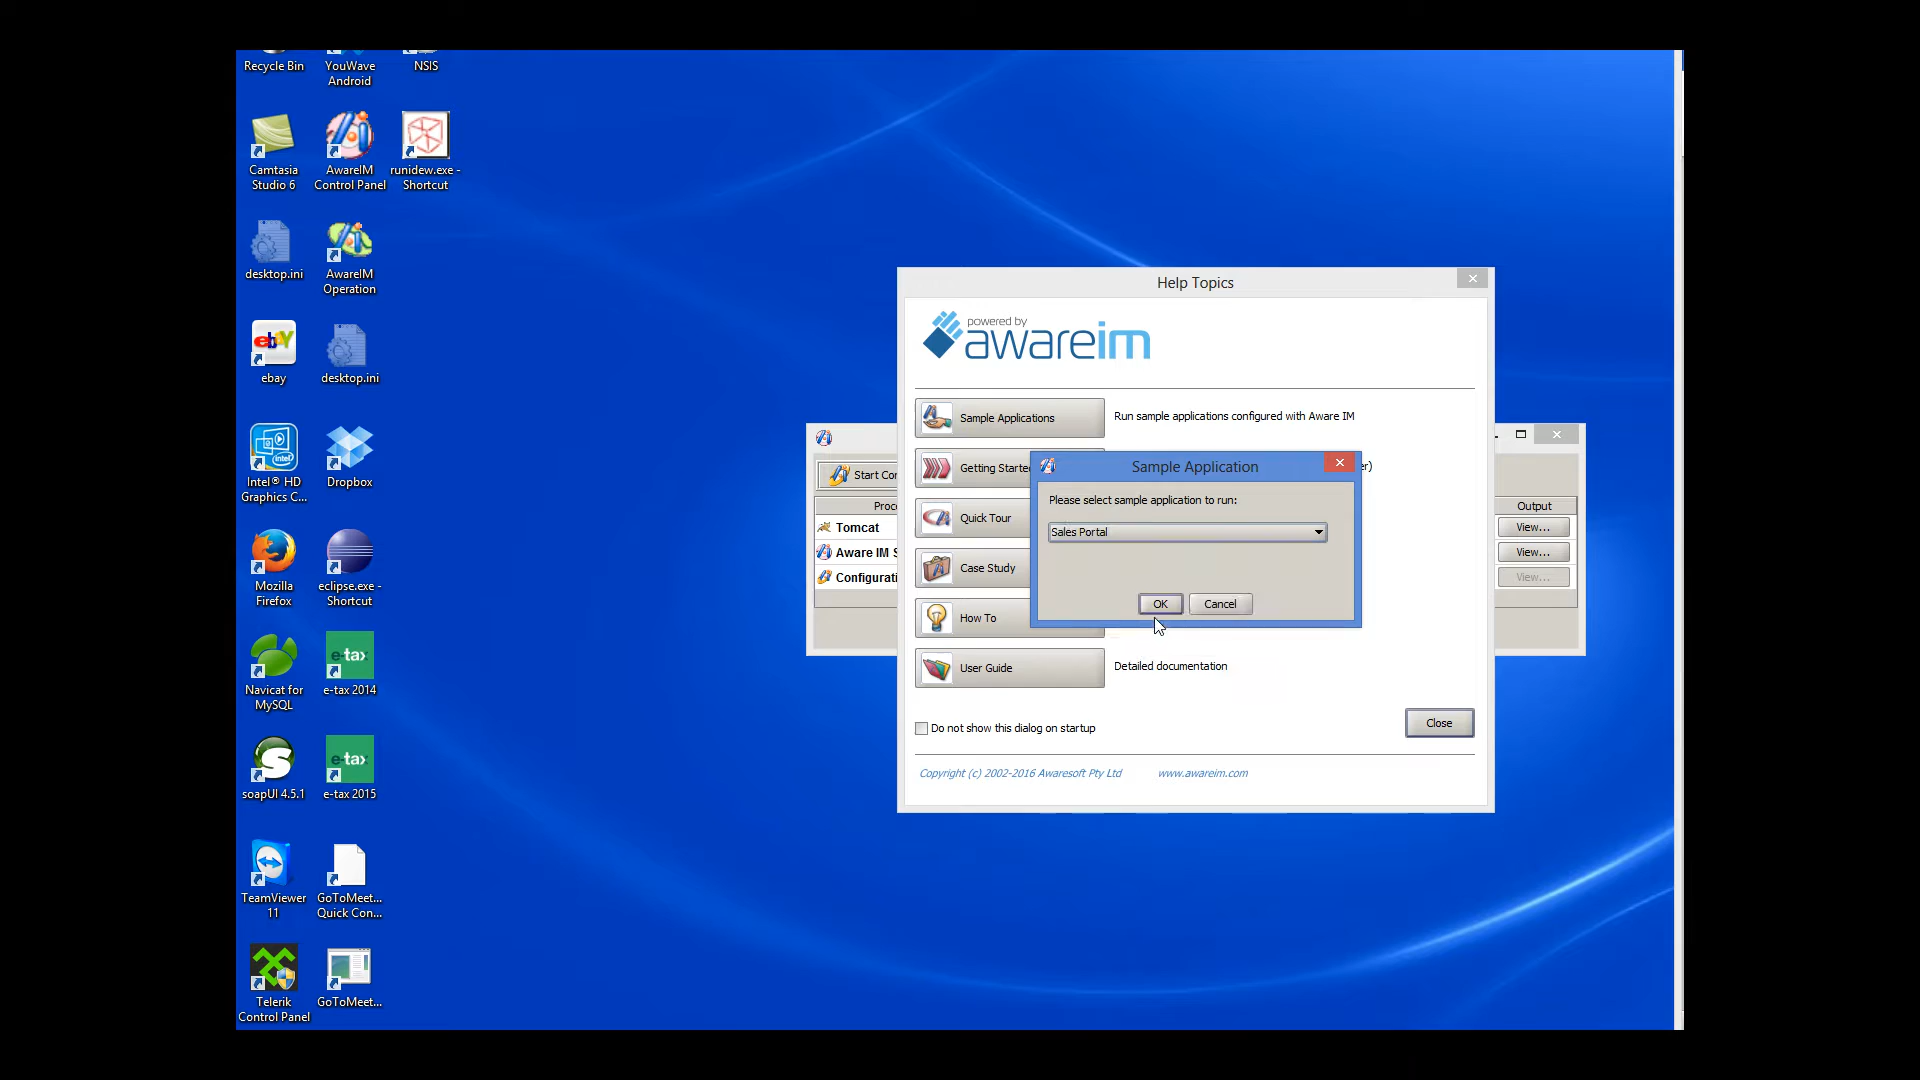 Recycle Bin
YouWave
Android
NSIS
Camtasia
Studio 6
AwareIM
Control Panel
runidew.exe -
Shortcut
desktop.ini
AwareIM
Operation
ebay
ebay
desktop.ini
intel
Intel® HD
Graphics C...
Dropbox
Mozilla
Firefox
eclipse.exe -
Shortcut
Navicat for
MySQL
e-tax
e-tax 2014
S
soapUI 4.5.1
e-tax
e-tax 2015
TeamViewer
11
GoToMeet...
Quick Con...
Telerik
Control Panel
GoToMeet...
Help Topics
powered by
awareim
Sample Applications
Run sample applications configured with Aware IM
Getting Starte
er)
Quick Tour
Case Study
How To
User Guide
Detailed documentation
Do not show this dialog on startup
Close
Copyright (c) 2002-2016 Awaresoft Pty Ltd
www.awareim.com
Sample Application
Please select sample application to run:
Sales Portal
OK
Cancel
Start Con
Proc
Tomcat
Aware IM S
Configurati
Output
View...
View...
View...